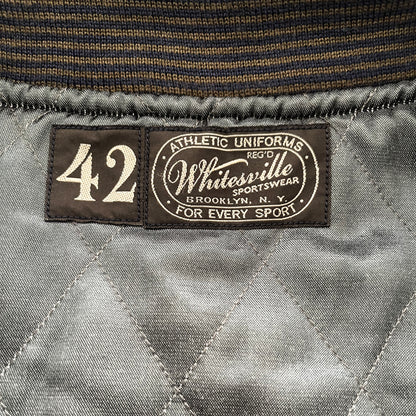 42
ATHLETIC UNIFORMS
REG'D
Whitesville
SPORTSWEAR
BROOKLYN, N. Y.
FOR EVERY SPORT